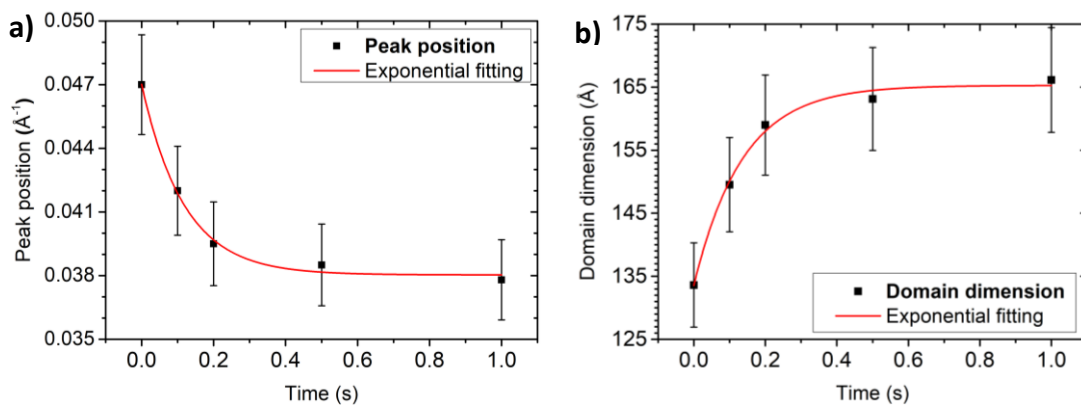 a)
Peak position (Å⁻¹)
0.050
0.047
0.044
0.041
0.038
0.035
Peak position
Exponential fitting
0.0 0.2 0.4 0.6 0.8 1.0
Time (s)
b)
Domain dimension (Å)
175
165
155
145
135
125
Domain dimension
Exponential fitting
0.0 0.2 0.4 0.6 0.8 1.0
Time (s)